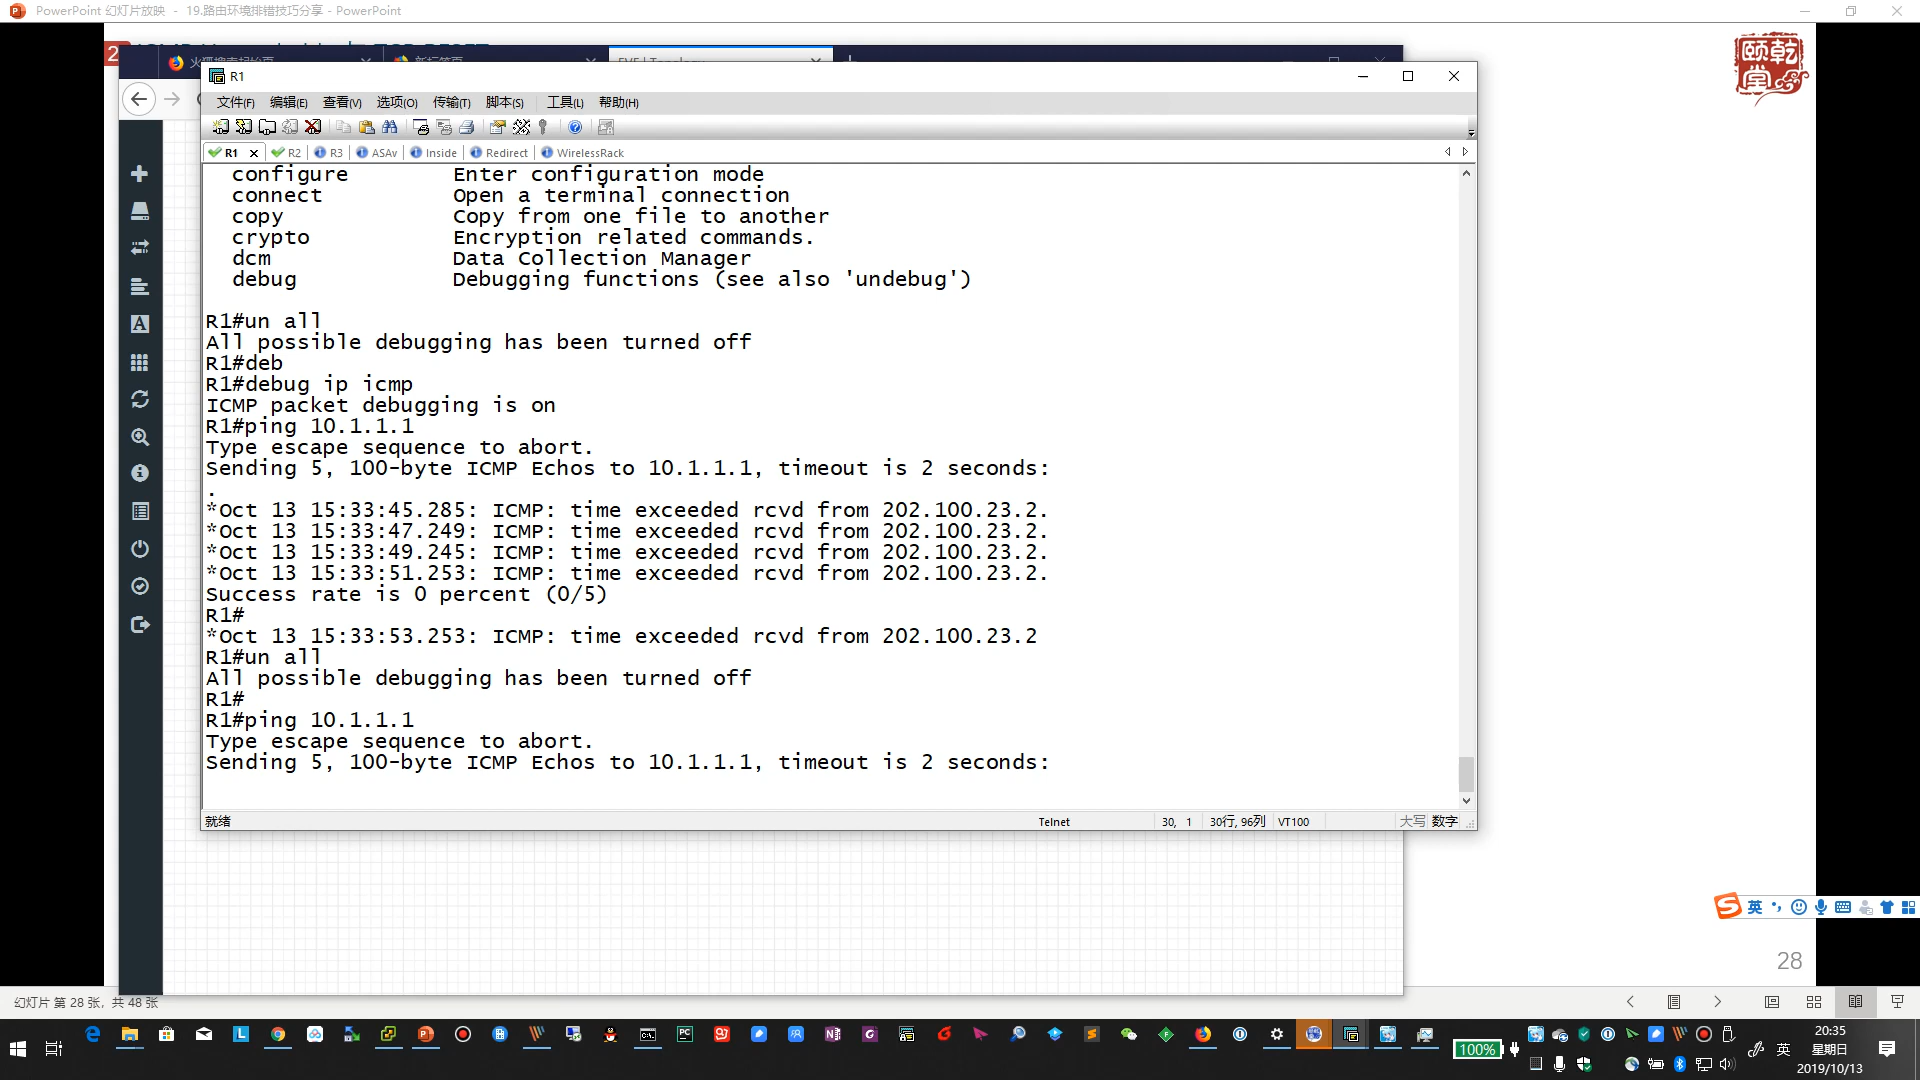 PowerPoint 幻灯片放映 - 19.路由环境排错技巧分享 - PowerPoint
R1
文件(F) 编辑(E) 查看(V) 选项(O) 传输(T) 脚本(S) 工具(L) 帮助(H)
R1 R2 R3 ASAv Inside Redirect WirelessRack
configure Enter configuration mode
connect Open a terminal connection
copy Copy from one file to another
crypto Encryption related commands.
dcm Data Collection Manager
debug Debugging functions (see also 'undebug')
R1#un all
All possible debugging has been turned off
R1#deb
R1#debug ip icmp
ICMP packet debugging is on
R1#ping 10.1.1.1
Type escape sequence to abort.
Sending 5, 100-byte ICMP Echos to 10.1.1.1, timeout is 2 seconds:
.
*Oct 13 15:33:45.285: ICMP: time exceeded rcvd from 202.100.23.2.
*Oct 13 15:33:47.249: ICMP: time exceeded rcvd from 202.100.23.2.
*Oct 13 15:33:49.245: ICMP: time exceeded rcvd from 202.100.23.2.
*Oct 13 15:33:51.253: ICMP: time exceeded rcvd from 202.100.23.2.
Success rate is 0 percent (0/5)
R1#
*Oct 13 15:33:53.253: ICMP: time exceeded rcvd from 202.100.23.2
R1#un all
All possible debugging has been turned off
R1#
R1#ping 10.1.1.1
Type escape sequence to abort.
Sending 5, 100-byte ICMP Echos to 10.1.1.1, timeout is 2 seconds:
就绪 Telnet 30, 1 30行, 96列 VT100 大写 数字
英
28
幻灯片 第 28 张，共 48 张
100%
英
20:35
星期日
2019/10/13
乾颐堂